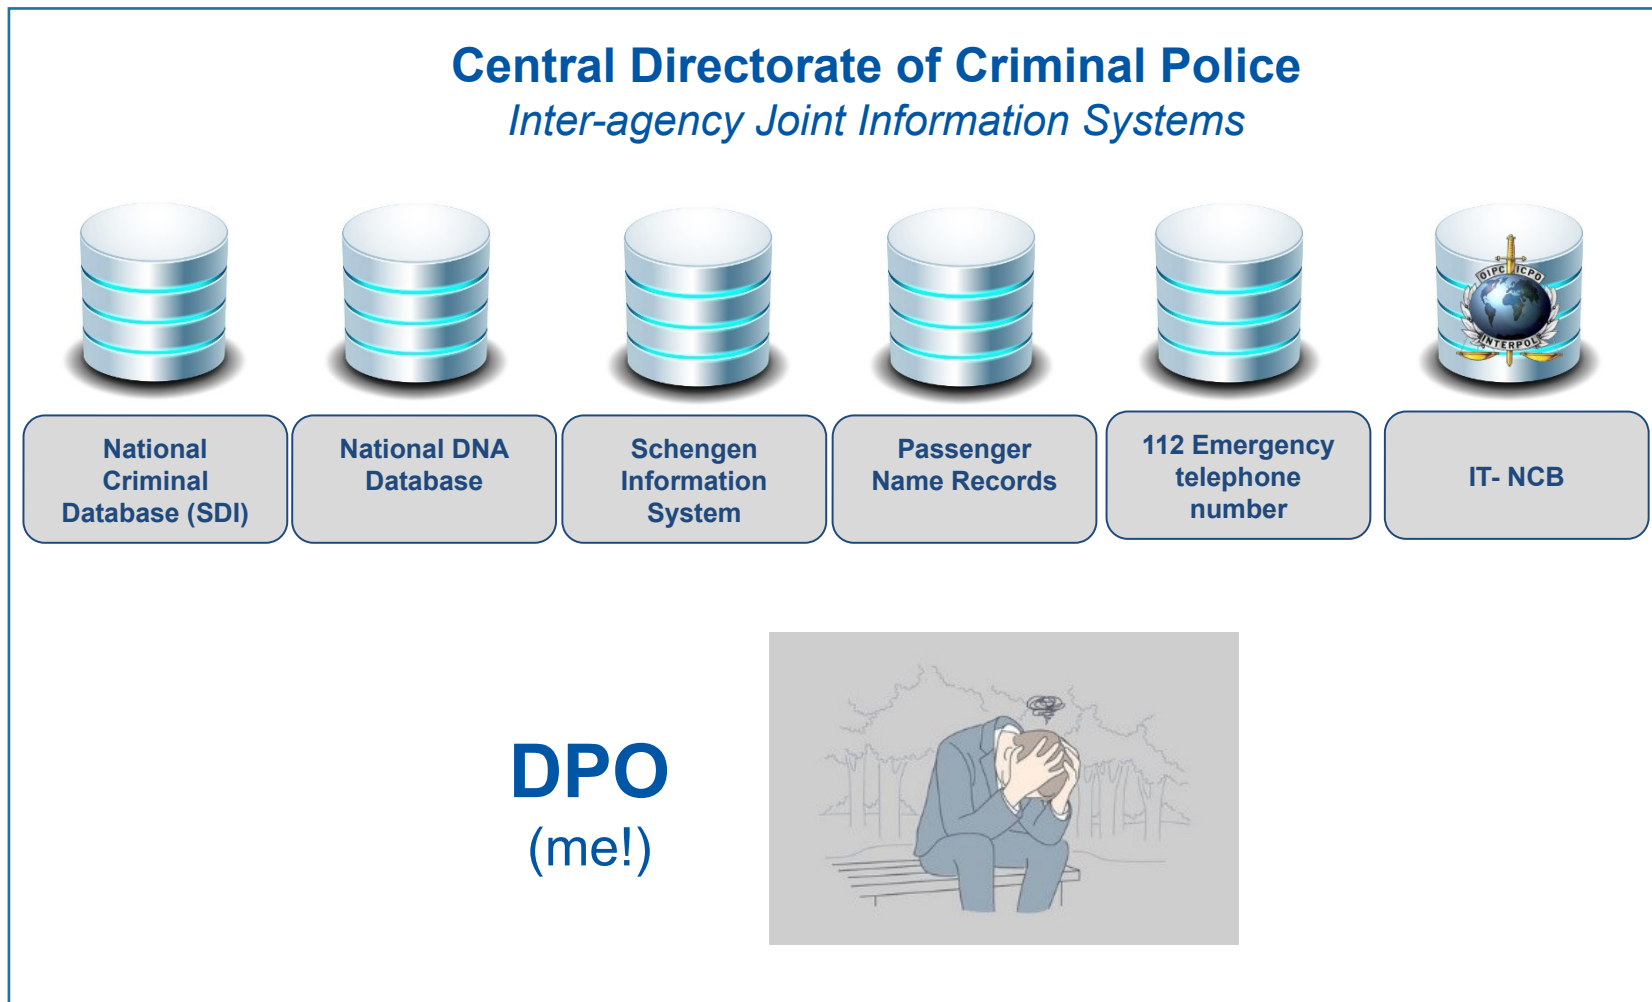 Central Directorate of Criminal Police
Inter-agency Joint Information Systems
OIPC ICPO
INTERPOL
National
Criminal
Database (SDI)
National DNA
Database
Schengen
Information
System
Passenger
Name Records
112 Emergency
telephone
number
IT- NCB
DPO
(me!)